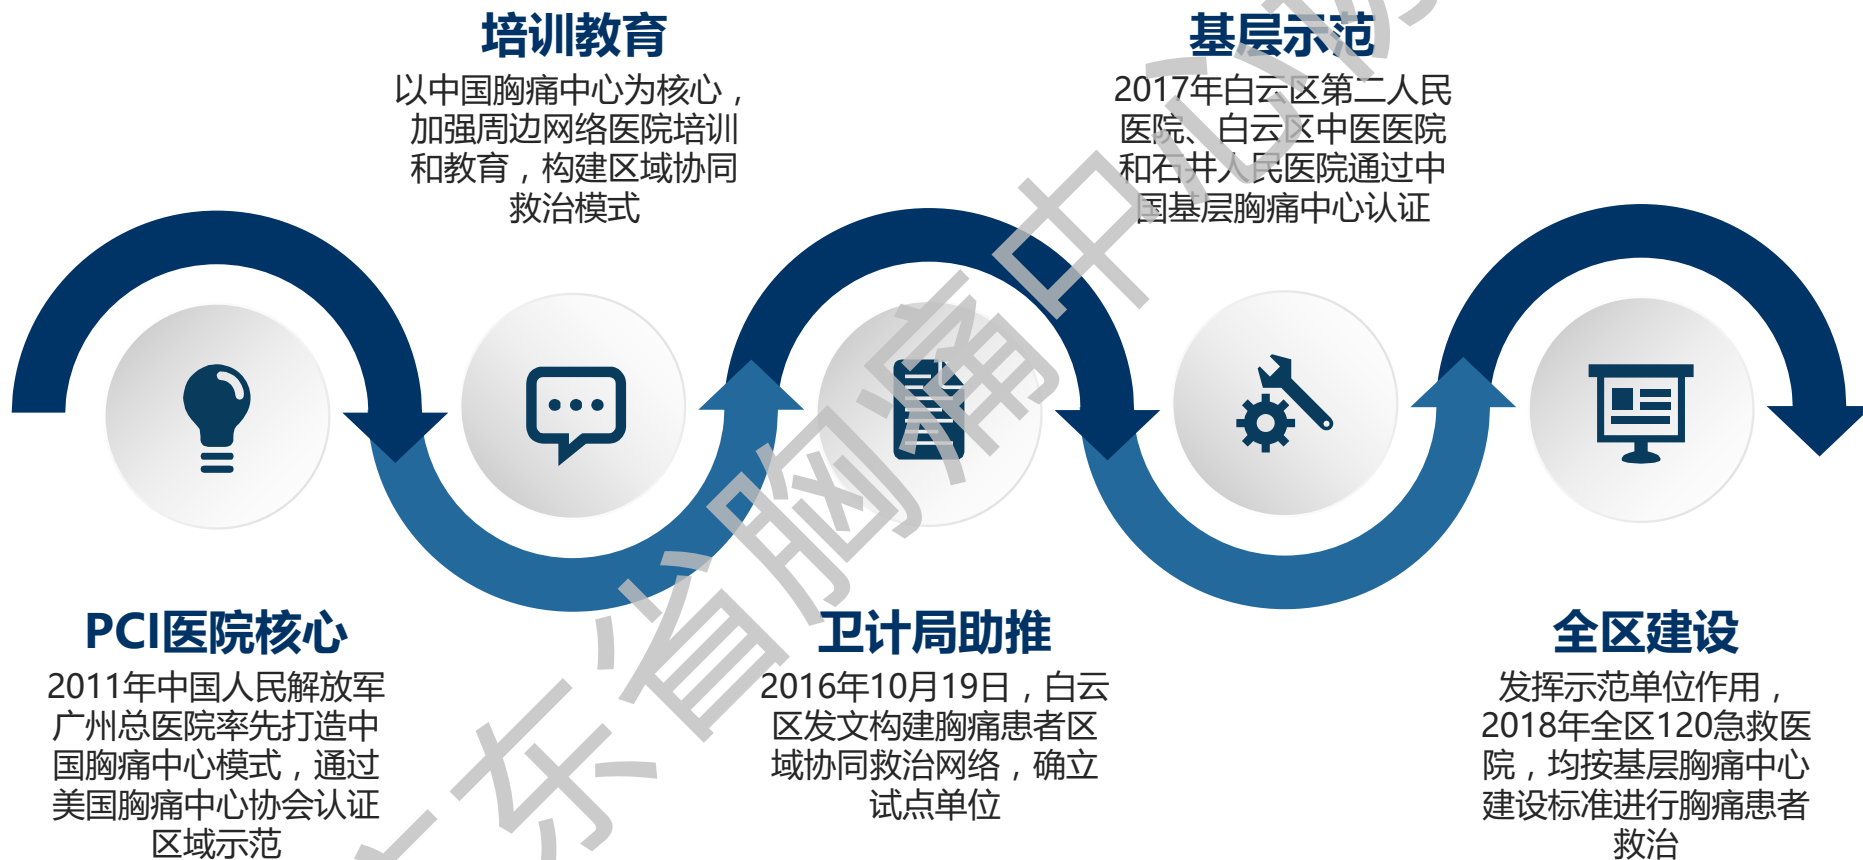 培训教育
以中国胸痛中心为核心，
加强周边网络医院培训
和教育，构建区域协同
救治模式
基层示范
2017年白云区第二人民
医院、白云区中医医院
和石井人民医院通过中
国基层胸痛中心认证
PCI医院核心
2011年中国人民解放军
广州总医院率先打造中
国胸痛中心模式，通过
美国胸痛中心协会认证
区域示范
卫计局助推
2016年10月19日，白云
区发文构建胸痛患者区
域协同救治网络，确立
试点单位
全区建设
发挥示范单位作用，
2018年全区120急救医
院，均按基层胸痛中心
建设标准进行胸痛患者
救治
东省胸痛中心协